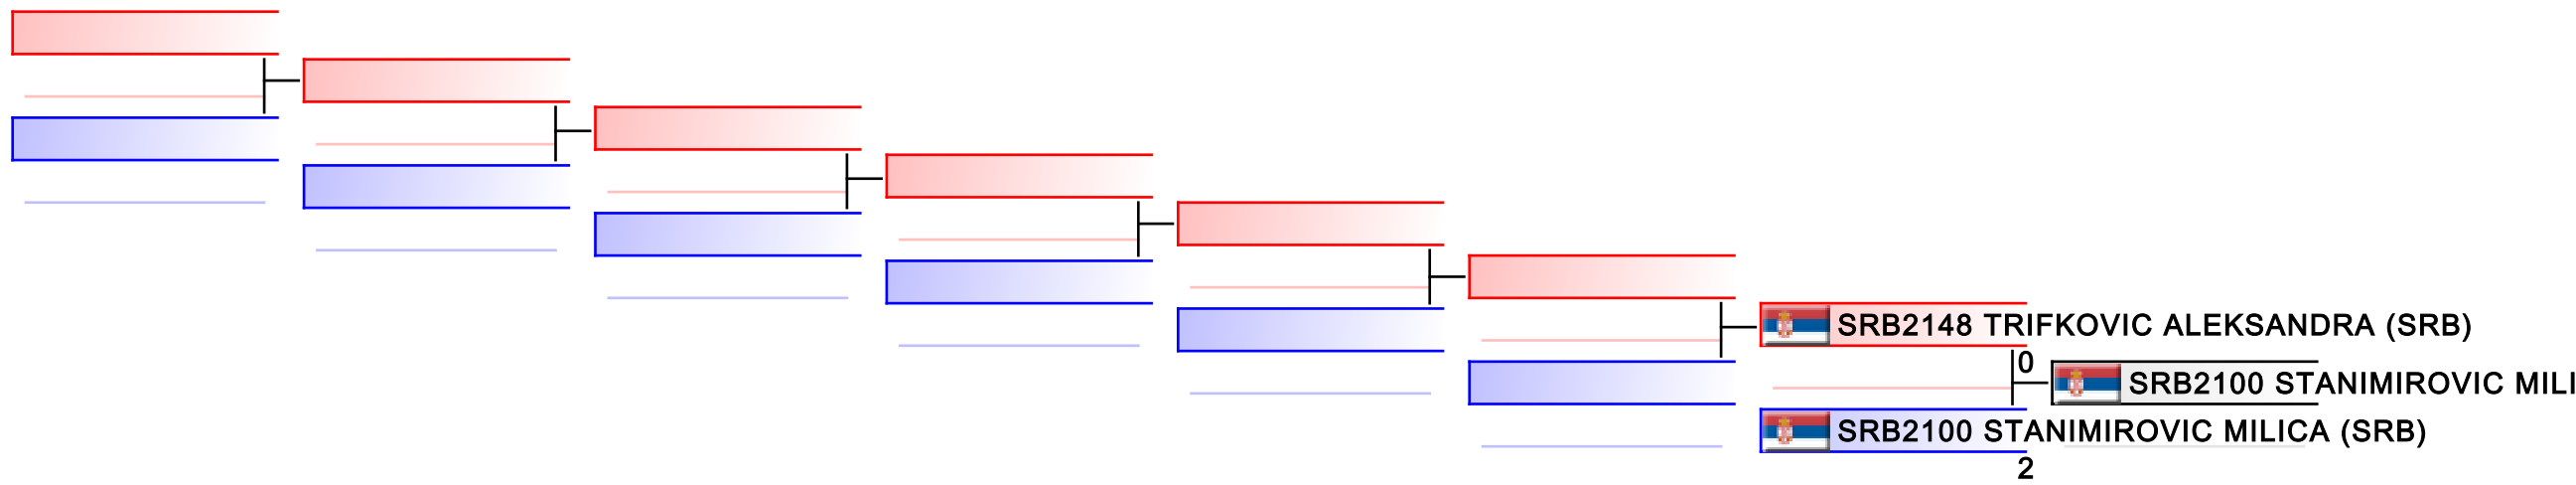 SRB2148 TRIFKOVIC ALEKSANDRA (SRB)
0
SRB2100 STANIMIROVIC MILI
SRB2100 STANIMIROVIC MILICA (SRB)
2